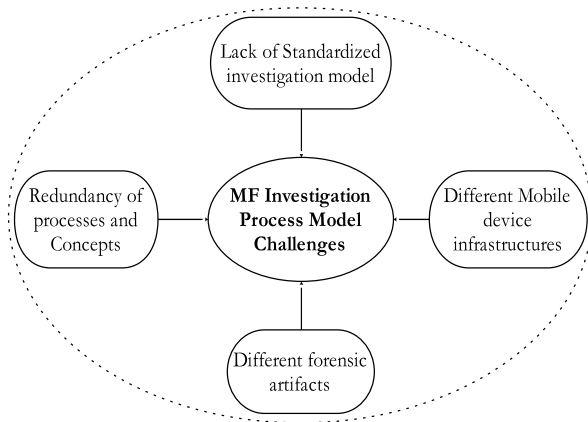 Lack of Standardized
investigation model
Redundancy of
processes and
Concepts
MF Investigation
Process Model
Challenges
Different Mobile
device
infrastructures
Different forensic
artifacts